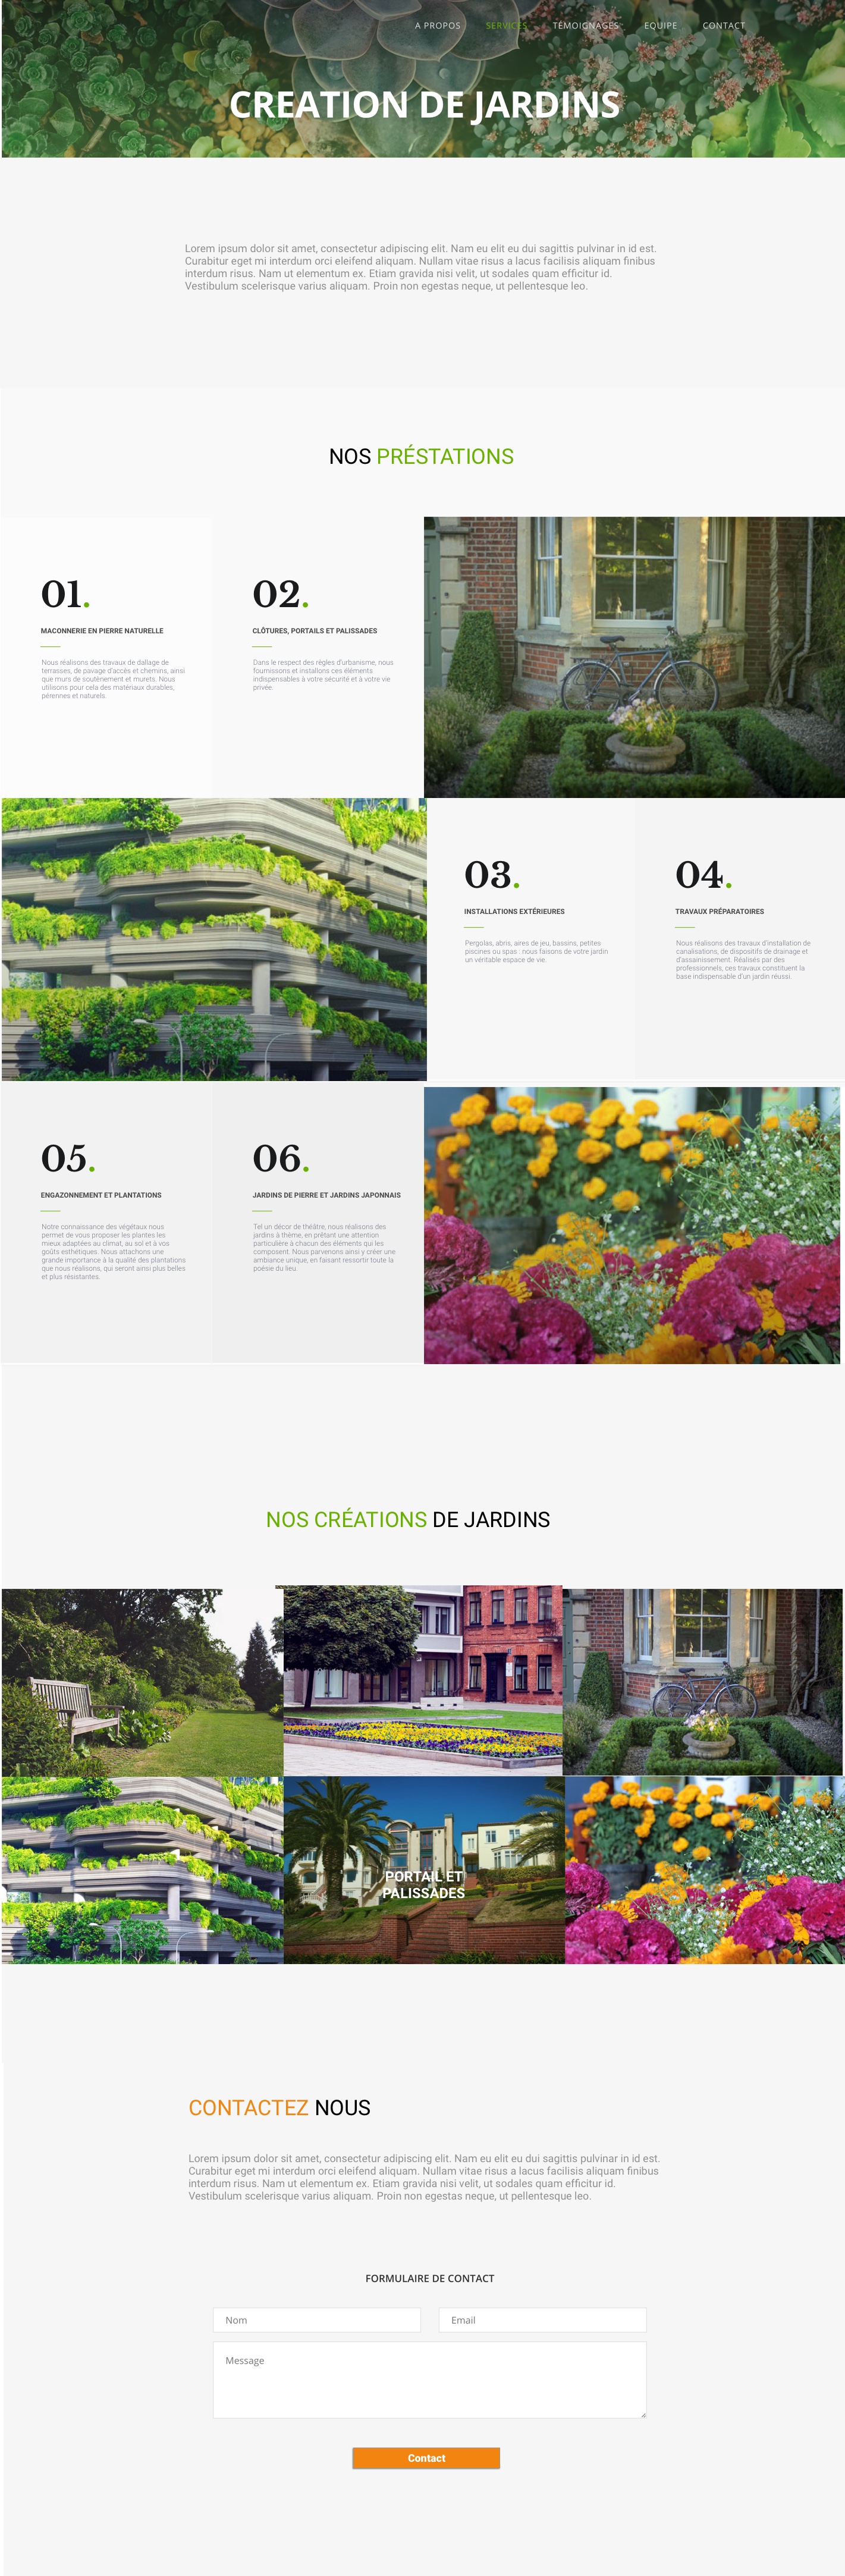 A PROPOS SERVICES TÉMOIGNAGES EQUIPE CONTACT
CREATION DE JARDINS
Lorem ipsum dolor sit amet, consectetur adipiscing elit. Nam eu elit eu dui sagittis pulvinar in id est.
Curabitur eget mi interdum orci eleifend aliquam. Nullam vitae risus a lacus facilisis aliquam finibus
interdum risus. Nam ut elementum ex. Etiam gravida nisi velit, ut sodales quam efficitur id.
Vestibulum scelerisque varius aliquam. Proin non egestas neque, ut pellentesque leo.
NOS PRÉSTATIONS
01.
MACONNERIE EN PIERRE NATURELLE
Nous réalisons des travaux de dallage de
terrasses, de pavage d'accès et chemins, ainsi
que murs de soutènement et murets. Nous
utilisons pour cela des matériaux durables,
pérennes et naturels.
02.
CLÔTURES, PORTAILS ET PALISSADES
Dans le respect des règles d'urbanisme, nous
fournissons et installons ces éléments
indispensables à votre sécurité et à votre vie
privée.
03.
INSTALLATIONS EXTÉRIEURES
Pergolas, abris, aires de jeu, bassins, petites
piscines ou spas : nous faisons de votre jardin
un véritable espace de vie.
04.
TRAVAUX PRÉPARATOIRES
Nous réalisons des travaux d'installation de
canalisations, de dispositifs de drainage et
d'assainissement. Réalisés par des
professionnels, ces travaux constituent la
base indispensable d'un jardin réussi.
05.
ENGAZONNEMENT ET PLANTATIONS
Notre connaissance des végétaux nous
permet de vous proposer les plantes les
mieux adaptées au climat, au sol et à vos
goûts esthétiques. Nous attachons une
grande importance à la qualité des plantations
que nous réalisons, qui seront ainsi plus belles
et plus résistantes.
06.
JARDINS DE PIERRE ET JARDINS JAPONNAIS
Tel un décor de théâtre, nous réalisons des
jardins à thème, en prêtant une attention
particulière à chacun des éléments qui les
composent. Nous parvenons ainsi y créer une
ambiance unique, en faisant ressortir toute la
poésie du lieu.
NOS CRÉATIONS DE JARDINS
PORTAIL ET
PALISSADES
CONTACTEZ NOUS
Lorem ipsum dolor sit amet, consectetur adipiscing elit. Nam eu elit eu dui sagittis pulvinar in id est.
Curabitur eget mi interdum orci eleifend aliquam. Nullam vitae risus a lacus facilisis aliquam finibus
interdum risus. Nam ut elementum ex. Etiam gravida nisi velit, ut sodales quam efficitur id.
Vestibulum scelerisque varius aliquam. Proin non egestas neque, ut pellentesque leo.
FORMULAIRE DE CONTACT
Nom Email
Message
Contact